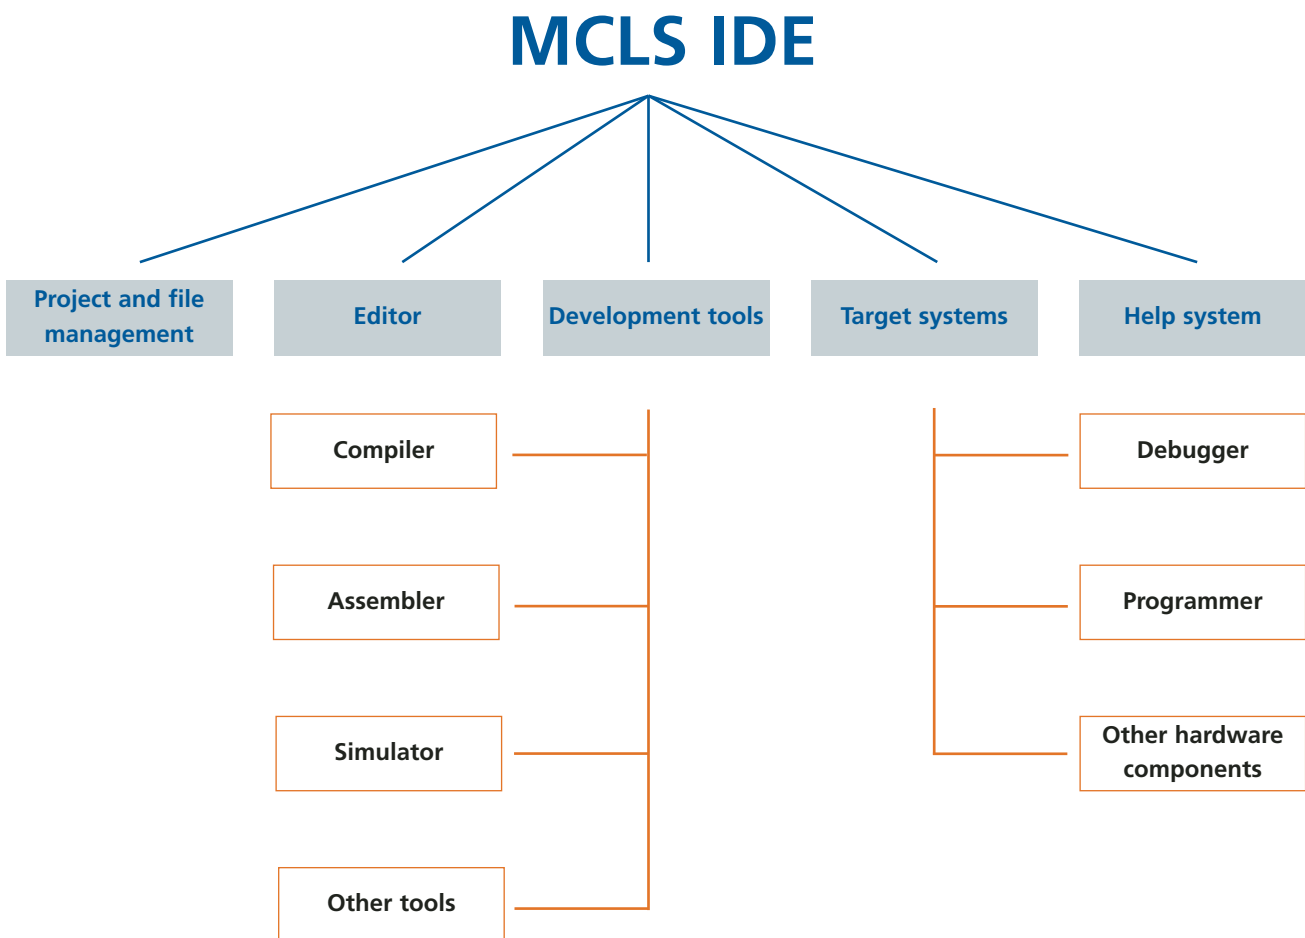 MCLS IDE
Project and file
management
Editor
Development tools
Target systems
Help system
Compiler
Debugger
Assembler
Programmer
Simulator
Other hardware
components
Other tools